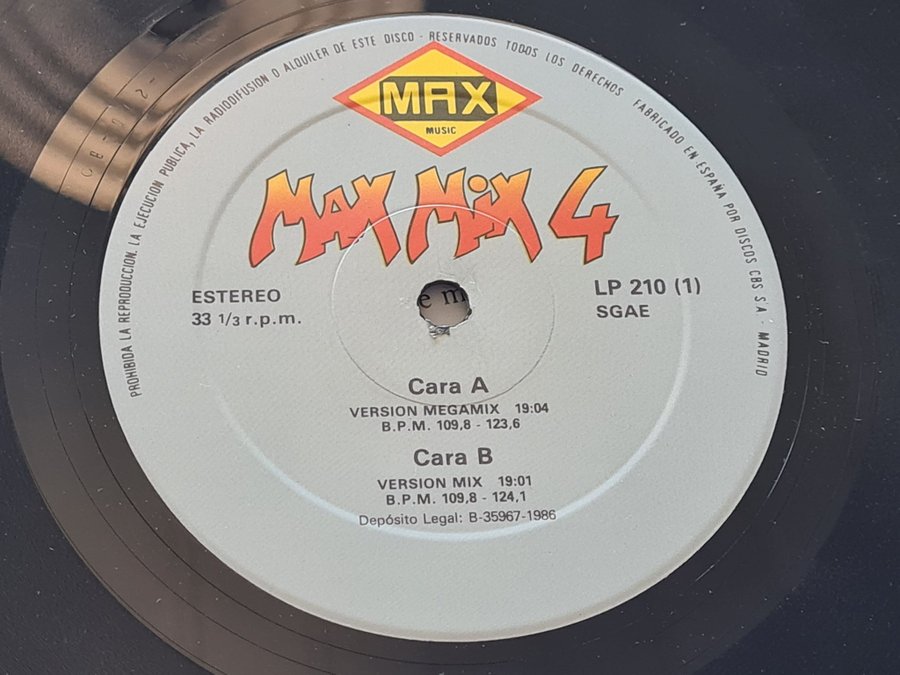 PROHIBIDA LA REPRODUCCION, LA EJECUCION PUBLICA, LA RADIODIFUSION O ALQUILER DE ESTE DISCO - RESERVADOS TODOS LOS DERECHOS FABRICADO EN ESPAÑA POR DISCOS CBS S.A - MADRID
MAX
MUSIC
MAX MiX 4
ESTEREO
33 1/3 r.p.m.
LP 210 (1)
SGAE
e m
Cara A
VERSION MEGAMIX 19:04
B.P.M. 109,8 - 123,6
Cara B
VERSION MIX 19:01
B.P.M. 109,8 - 124,1
Depósito Legal: B-35967-1986